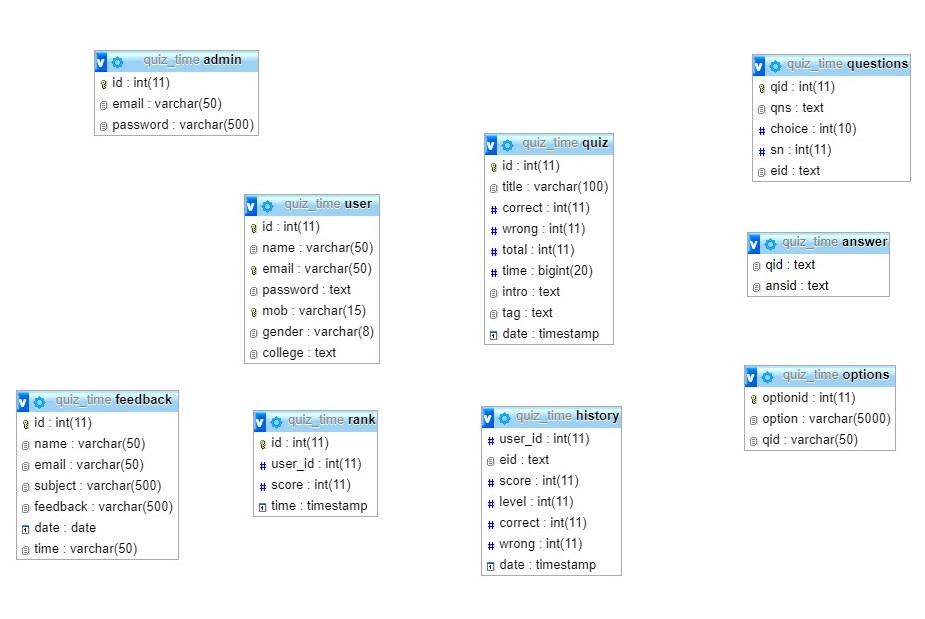 quiz_time admin
id : int(11)
email : varchar(50)
password : varchar(500)
quiz_time user
id : int(11)
name : varchar(50)
email : varchar(50)
password : text
mob : varchar(15)
gender : varchar(8)
college : text
quiz_time feedback
id : int(11)
name : varchar(50)
email : varchar(50)
subject : varchar(500)
feedback : varchar(500)
date : date
time : varchar(50)
quiz_time rank
id : int(11)
# user_id : int(11)
# score : int(11)
time : timestamp
quiz_time quiz
id : int(11)
title : varchar(100)
# correct : int(11)
# wrong : int(11)
# total : int(11)
# time : bigint(20)
intro : text
tag : text
date : timestamp
quiz_time history
# user_id : int(11)
eid : text
# score : int(11)
# level : int(11)
# correct : int(11)
# wrong : int(11)
date : timestamp
quiz_time questions
qid : int(11)
qns : text
# choice : int(10)
# sn : int(11)
eid : text
quiz_time answer
qid : text
ansid : text
quiz_time options
optionid : int(11)
option : varchar(5000)
qid : varchar(50)